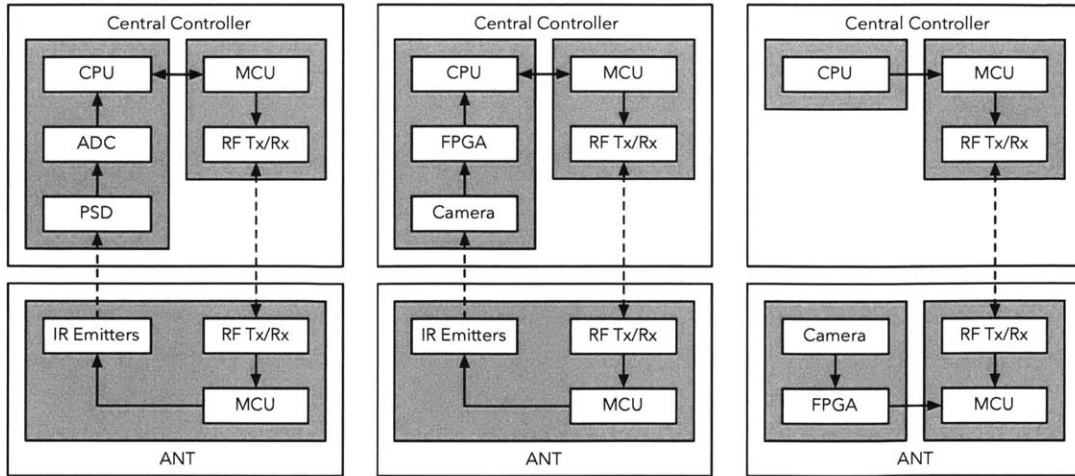 Central Controller
CPU
MCU
ADC
RF Tx/Rx
PSD
IR Emitters
RF Tx/Rx
MCU
ANT
Central Controller
CPU
MCU
FPGA
RF Tx/Rx
Camera
IR Emitters
RF Tx/Rx
MCU
ANT
Central Controller
CPU
MCU
RF Tx/Rx
Camera
RF Tx/Rx
FPGA
MCU
ANT